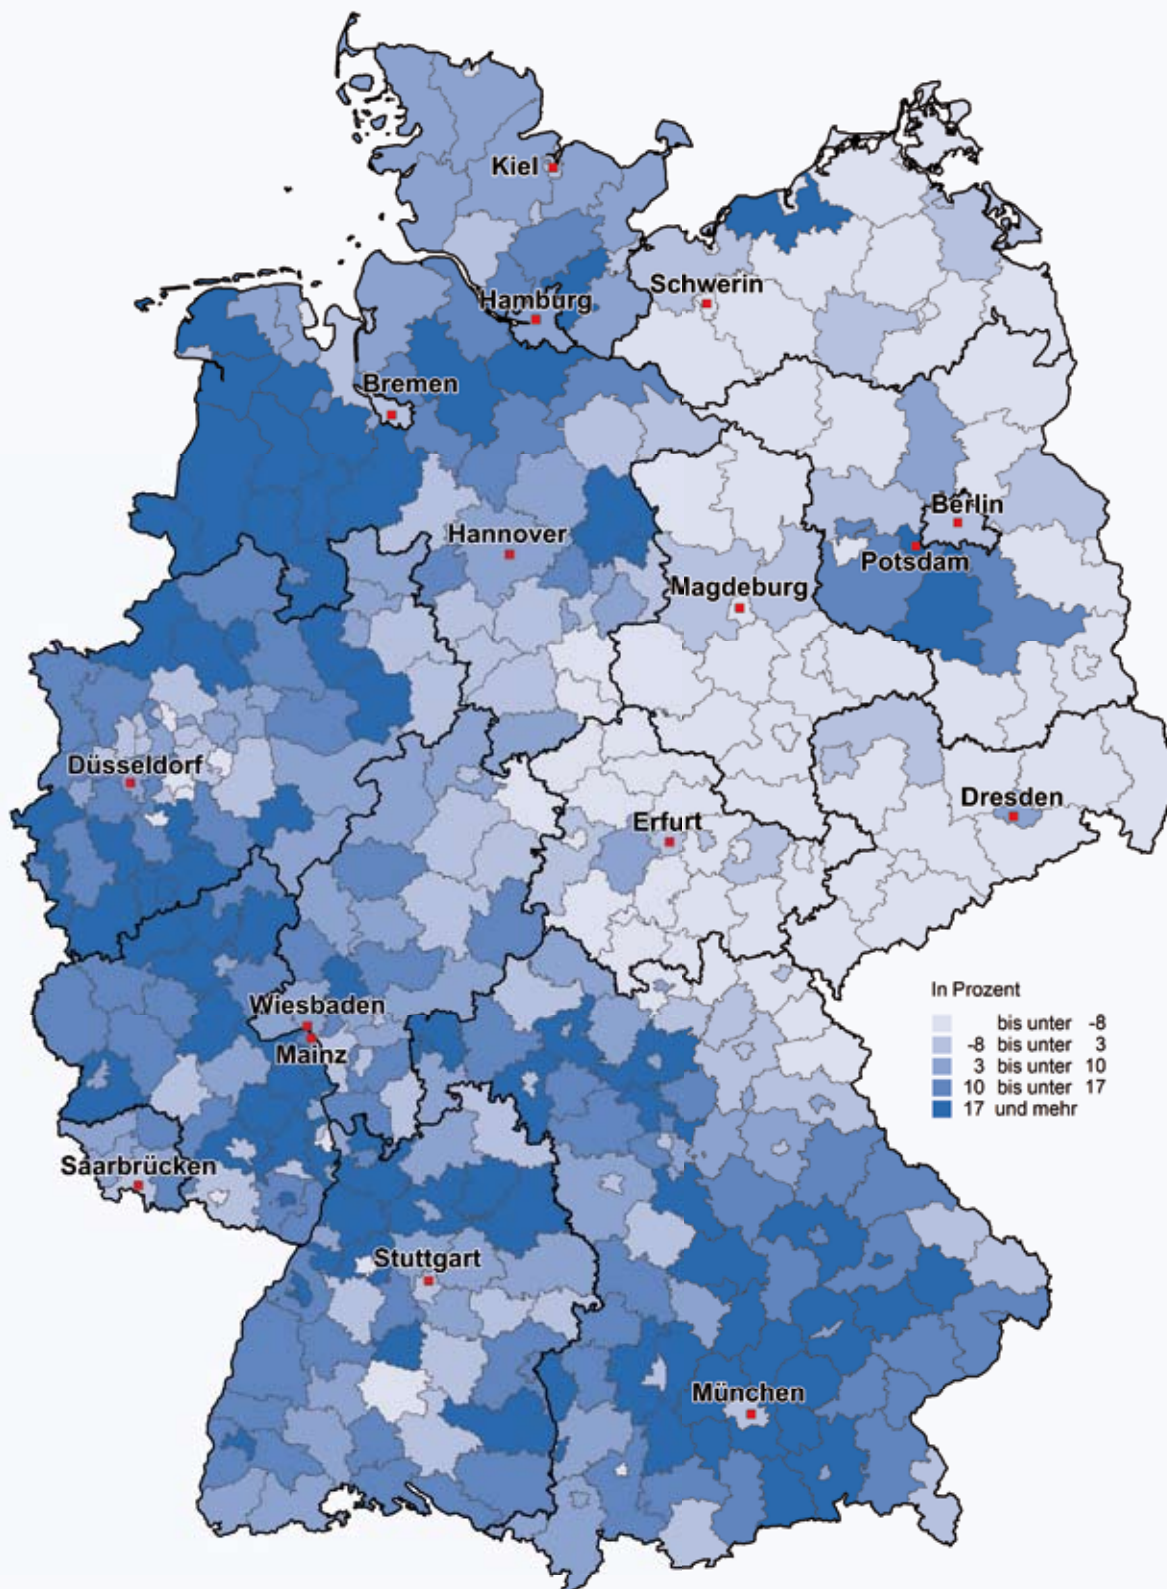 Kiel
Schwerin
Hamburg
Bremen
Berlin
Hannover
Potsdam
Magdeburg
Düsseldorf
Dresden
Erfurt
Wiesbaden
Mainz
In Prozent
bis unter -8
-8 bis unter 3
3 bis unter 10
10 bis unter 17
17 und mehr
Saarbrücken
Stuttgart
München